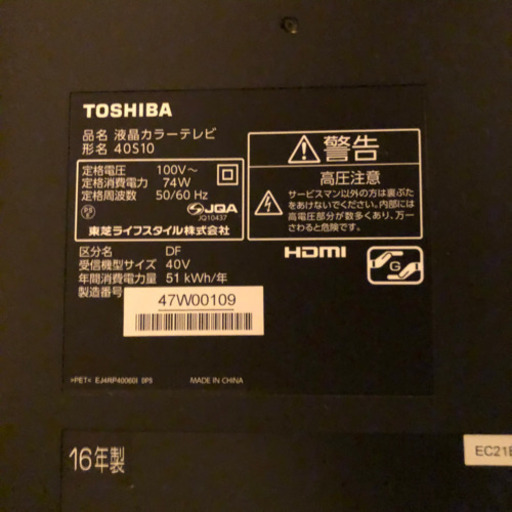 TOSHIBA
品名 液晶カラーテレビ
形名 40S10
定格電圧 100V～
定格消費電力 74W
定格周波数 50/60 Hz
JQA
JQ10437
東芝ライフスタイル株式会社
警告
高圧注意
サービスマン以外の方は裏ぶた
をあけないでください。内部には
高電圧部分が数多くあり、万一
さわると危険です。
HDMI
G
区分名 DF
受信機型サイズ 40V
年間消費電力量 51 kWh/年
製造番号
47W00109
>PET< 
MADE IN CHINA
16年製